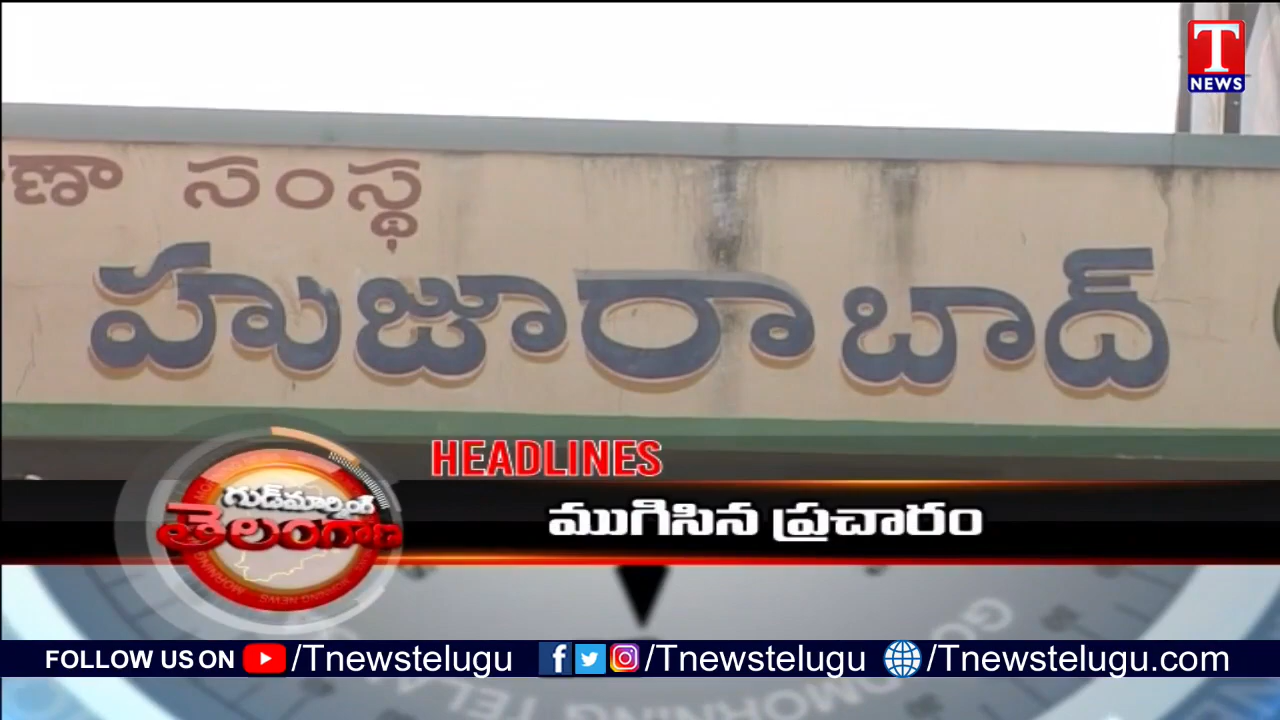 T
NEWS
సంస్థ
హుజూరాబాద్
HEADLINES
గుడ్‌మార్నింగ్
తెలంగాణ
ముగిసిన ప్రచారం
FOLLOW US ON /Tnewstelugu /Tnewstelugu /Tnewstelugu.com